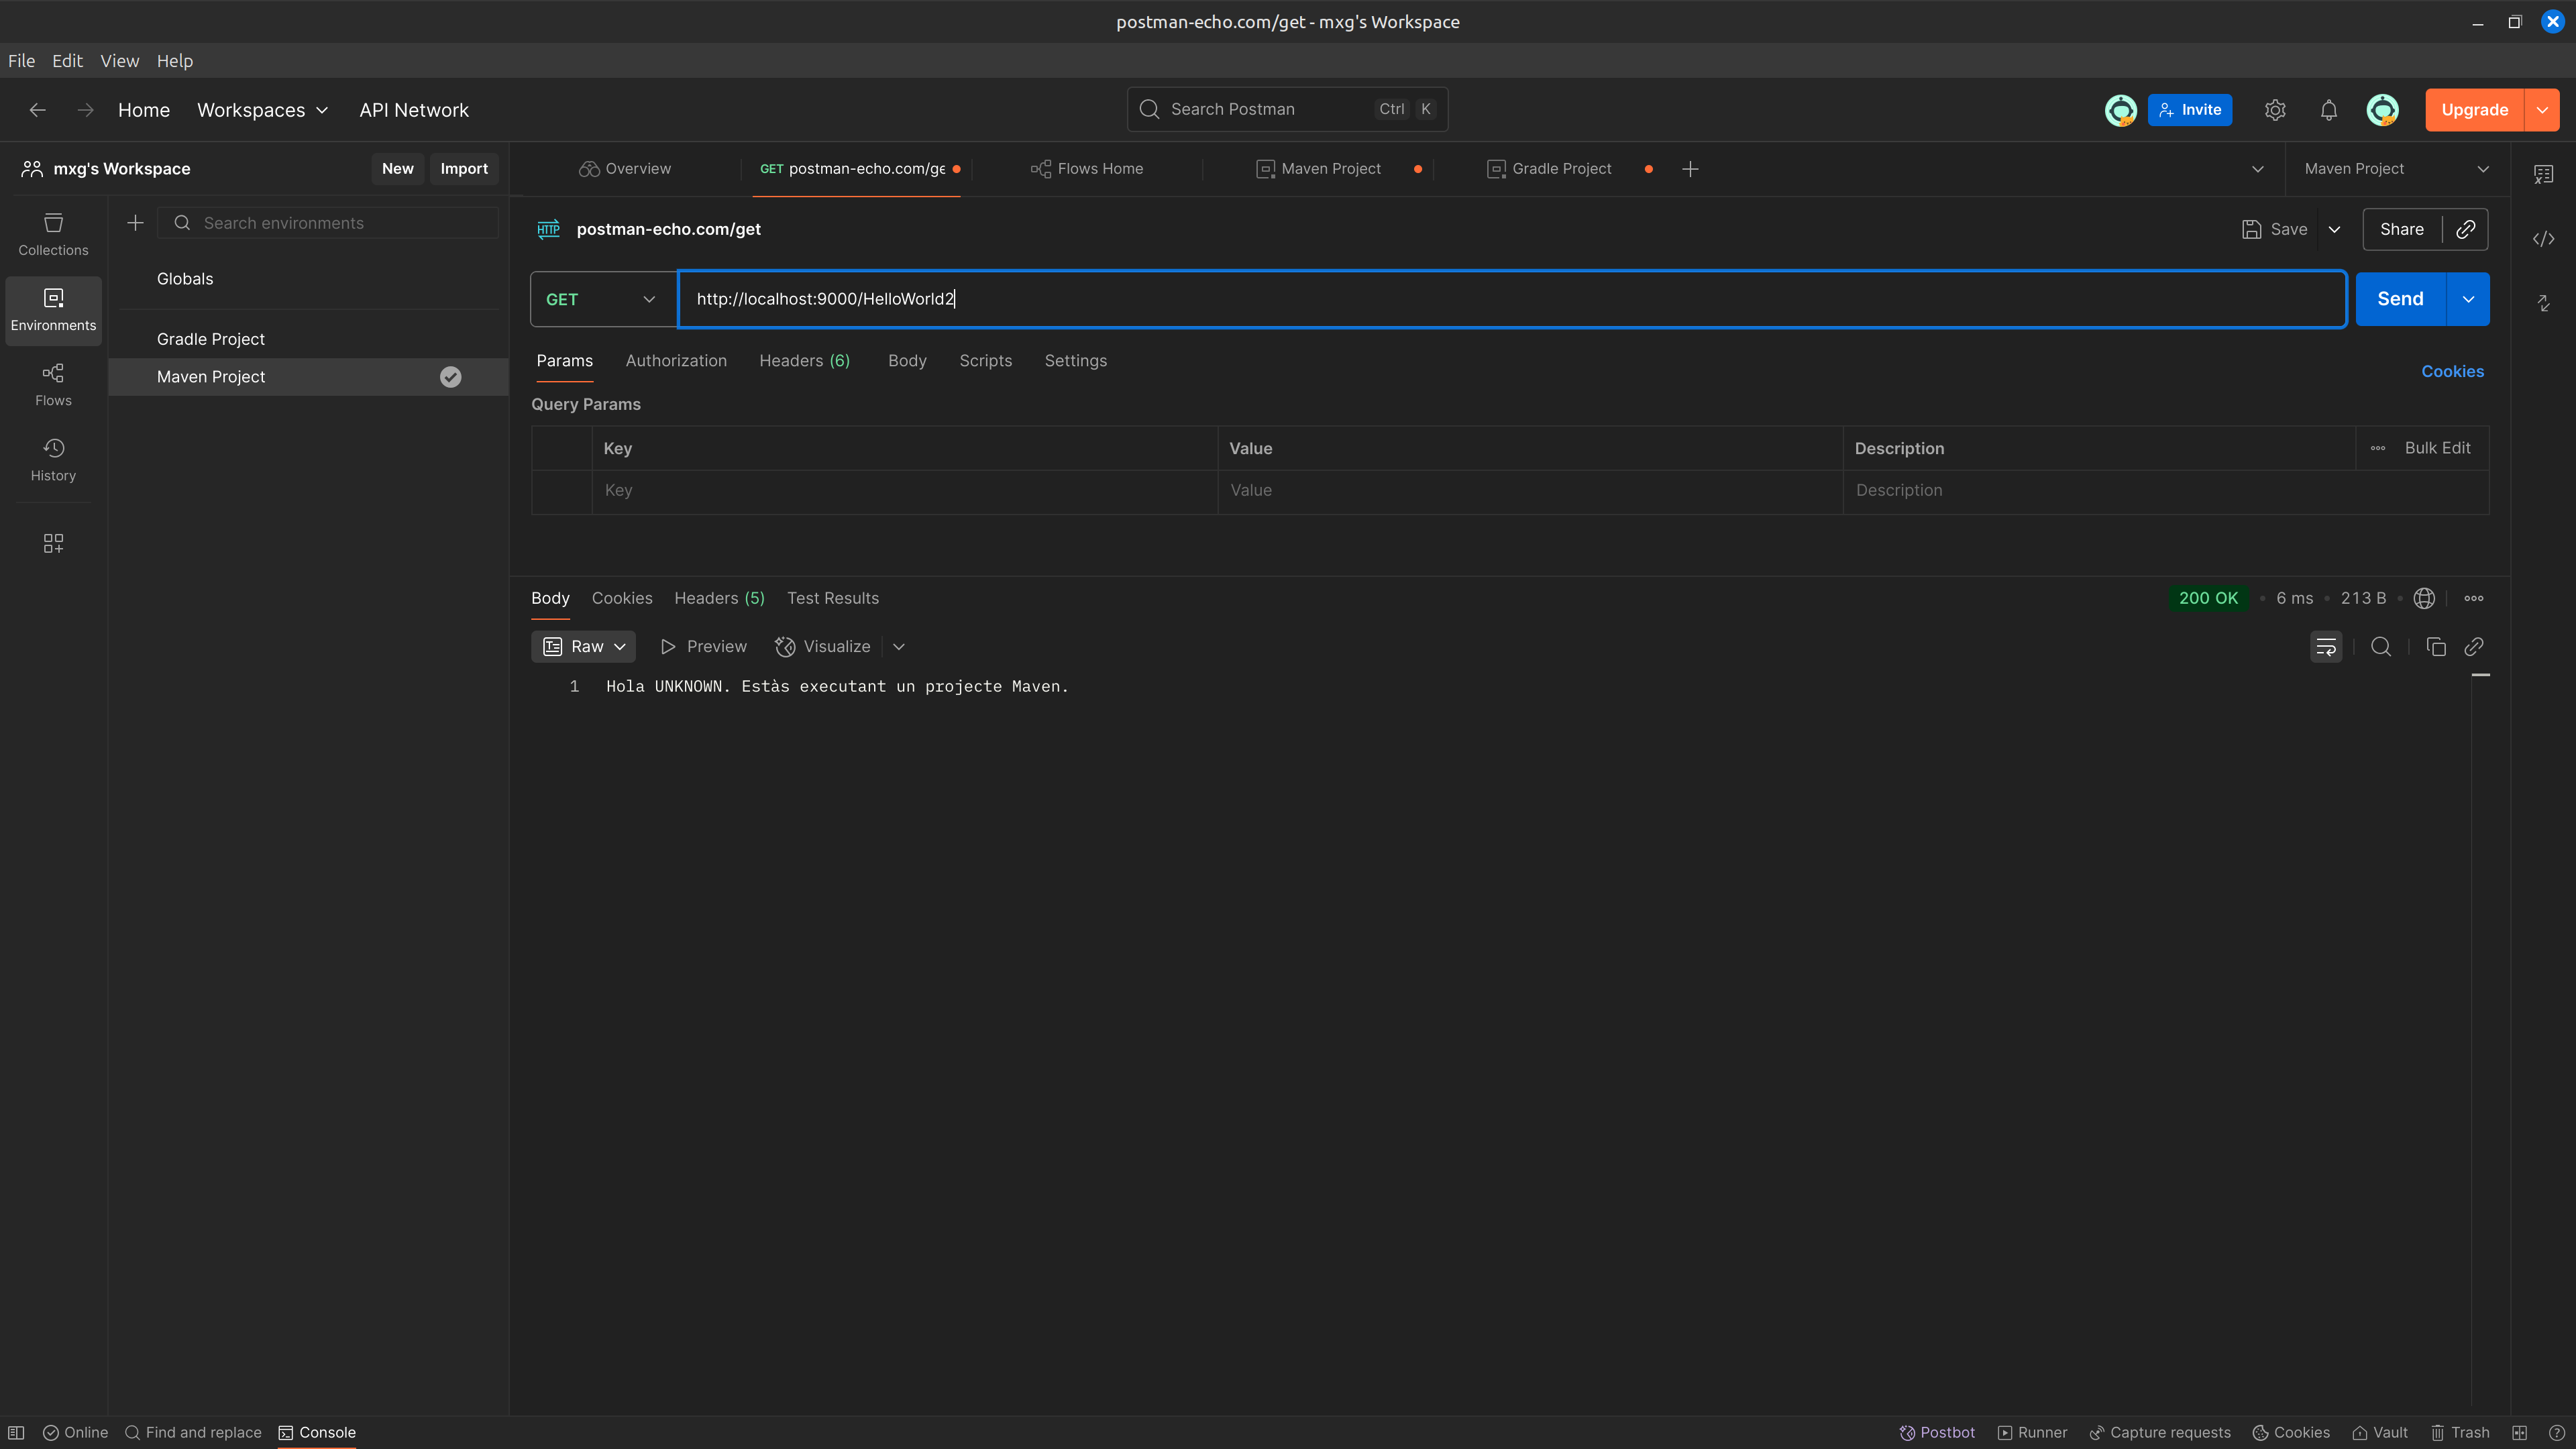 postman-echo.com/get - mxg's Workspace
File Edit View Help
Home Workspaces API Network
Search Postman Ctrl K
Invite Upgrade
mxg's Workspace New Import
Overview GET postman-echo.com/ge Flows Home Maven Project Gradle Project Maven Project
Collections
Environments
Flows
History
Search environments
Globals
Gradle Project
Maven Project
HTTP postman-echo.com/get Save Share
GET http://localhost:9000/HelloWorld2 Send
Params Authorization Headers (6) Body Scripts Settings Cookies
Query Params
Key Value Description Bulk Edit
Key Value Description
Body Cookies Headers (5) Test Results 200 OK 6 ms 213 B
Raw Preview Visualize
1 Hola UNKNOWN. Estàs executant un projecte Maven.
Online Find and replace Console Postbot Runner Capture requests Cookies Vault Trash